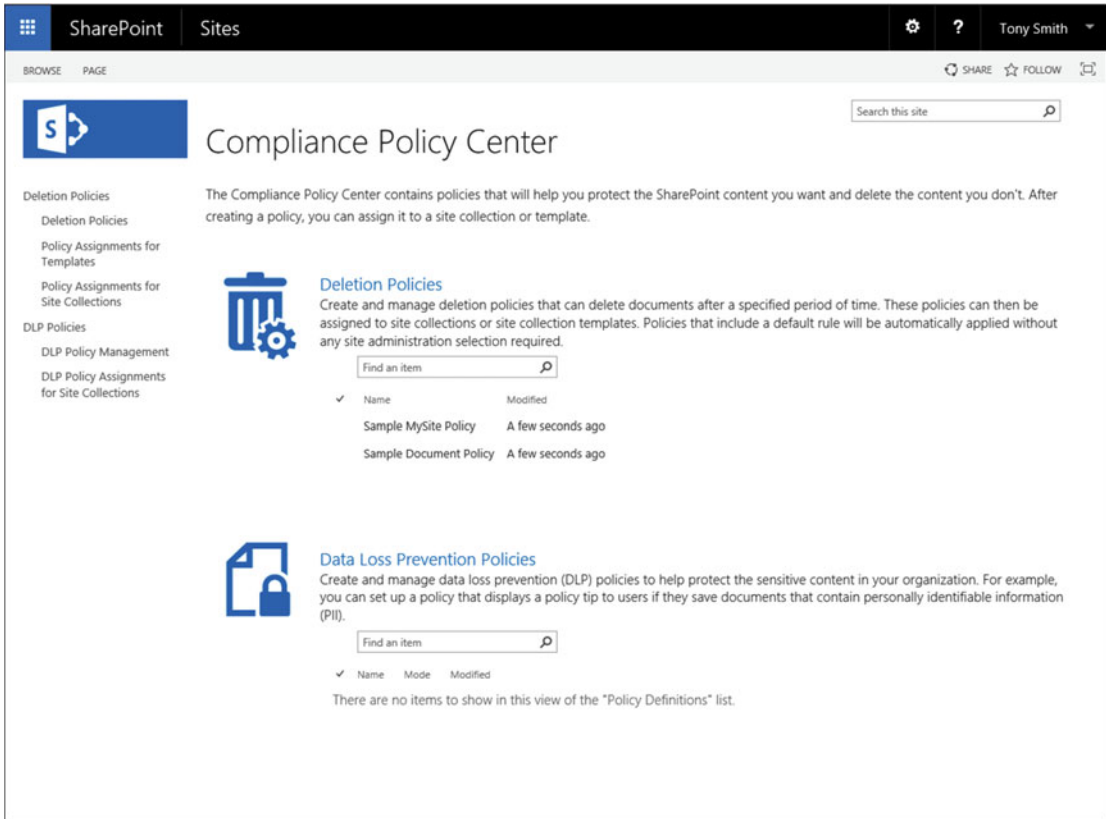 SharePoint Sites ? Tony Smith
BROWSE PAGE SHARE FOLLOW
S
Search this site
Compliance Policy Center
Deletion Policies
Deletion Policies
Policy Assignments for
Templates
Policy Assignments for
Site Collections
DLP Policies
DLP Policy Management
DLP Policy Assignments
for Site Collections
The Compliance Policy Center contains policies that will help you protect the SharePoint content you want and delete the content you don't. After
creating a policy, you can assign it to a site collection or template.
Deletion Policies
Create and manage deletion policies that can delete documents after a specified period of time. These policies can then be
assigned to site collections or site collection templates. Policies that include a default rule will be automatically applied without
any site administration selection required.
Find an item
Name Modified
Sample MySite Policy A few seconds ago
Sample Document Policy A few seconds ago
Data Loss Prevention Policies
Create and manage data loss prevention (DLP) policies to help protect the sensitive content in your organization. For example,
you can set up a policy that displays a policy tip to users if they save documents that contain personally identifiable information
(PII).
Find an item
Name Mode Modified
There are no items to show in this view of the "Policy Definitions" list.